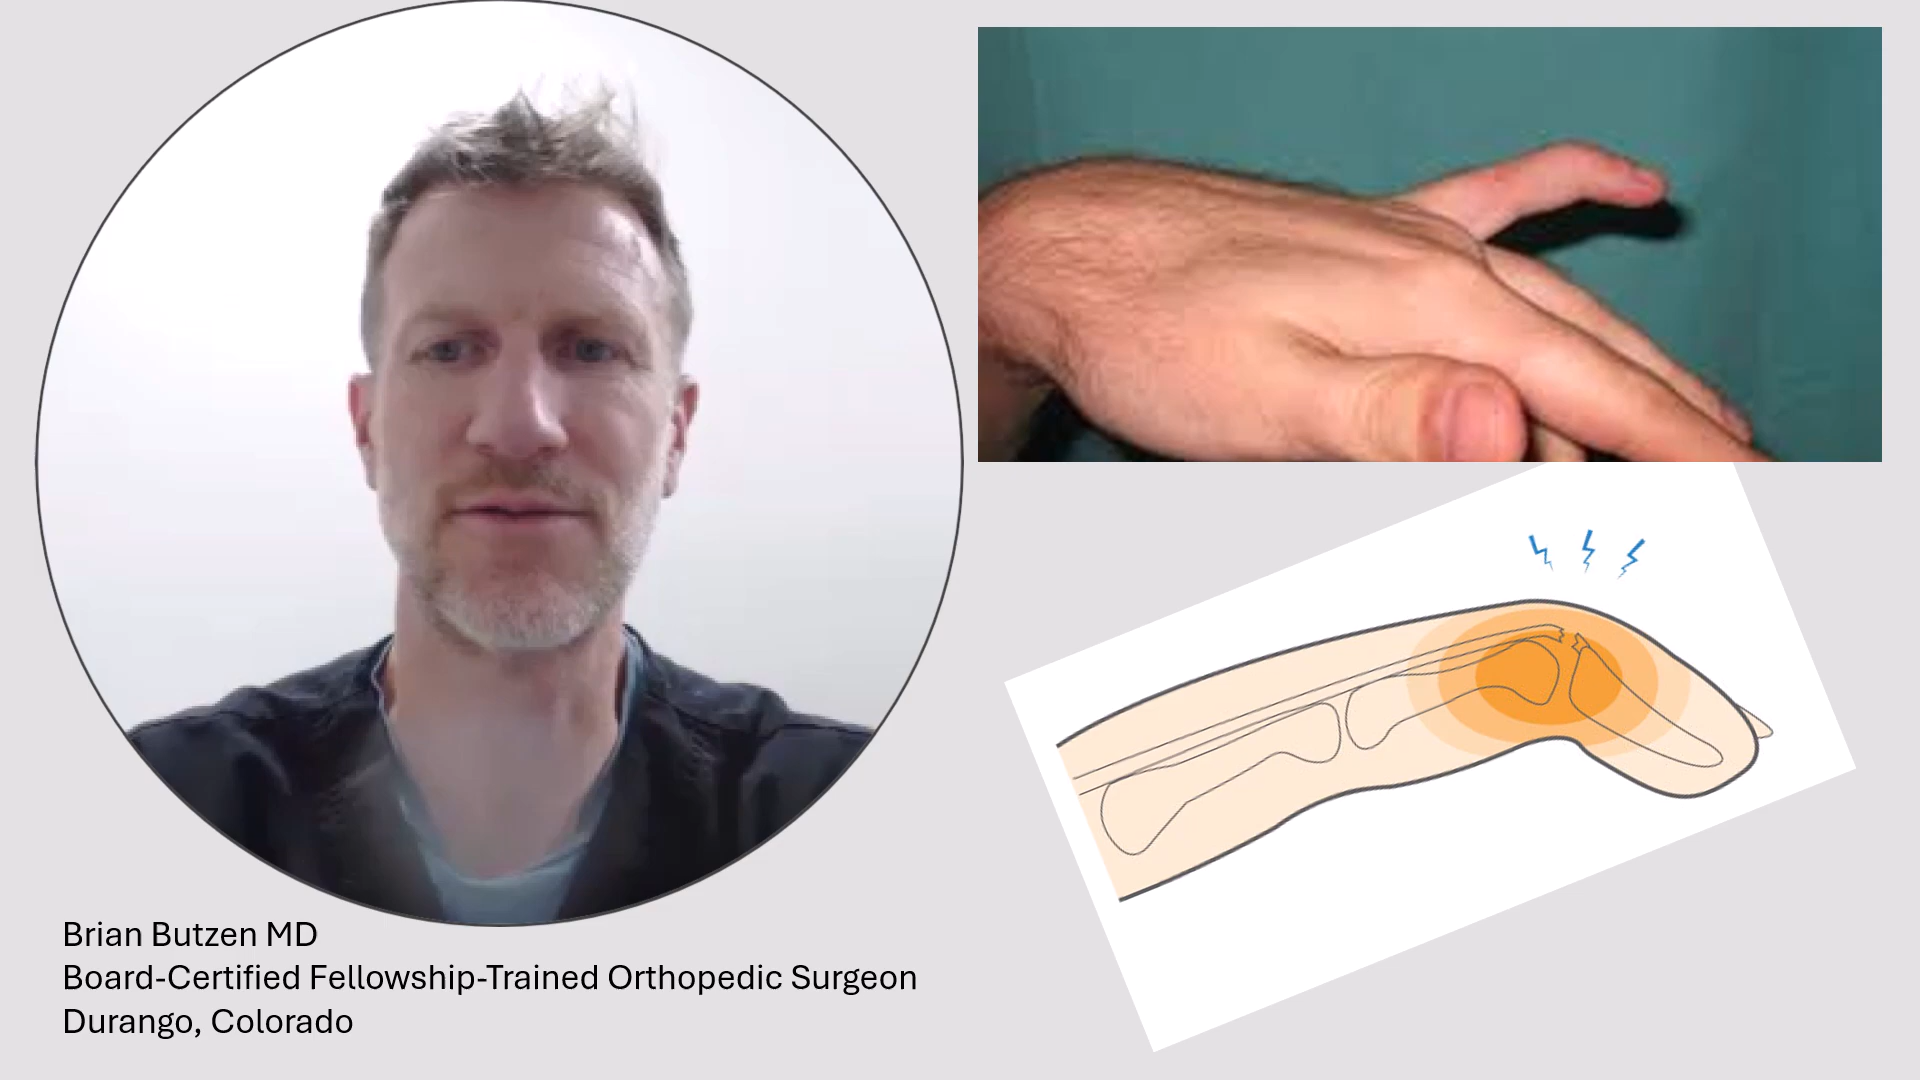 Brian Butzen MD
Board-Certified Fellowship-Trained Orthopedic Surgeon
Durango, Colorado